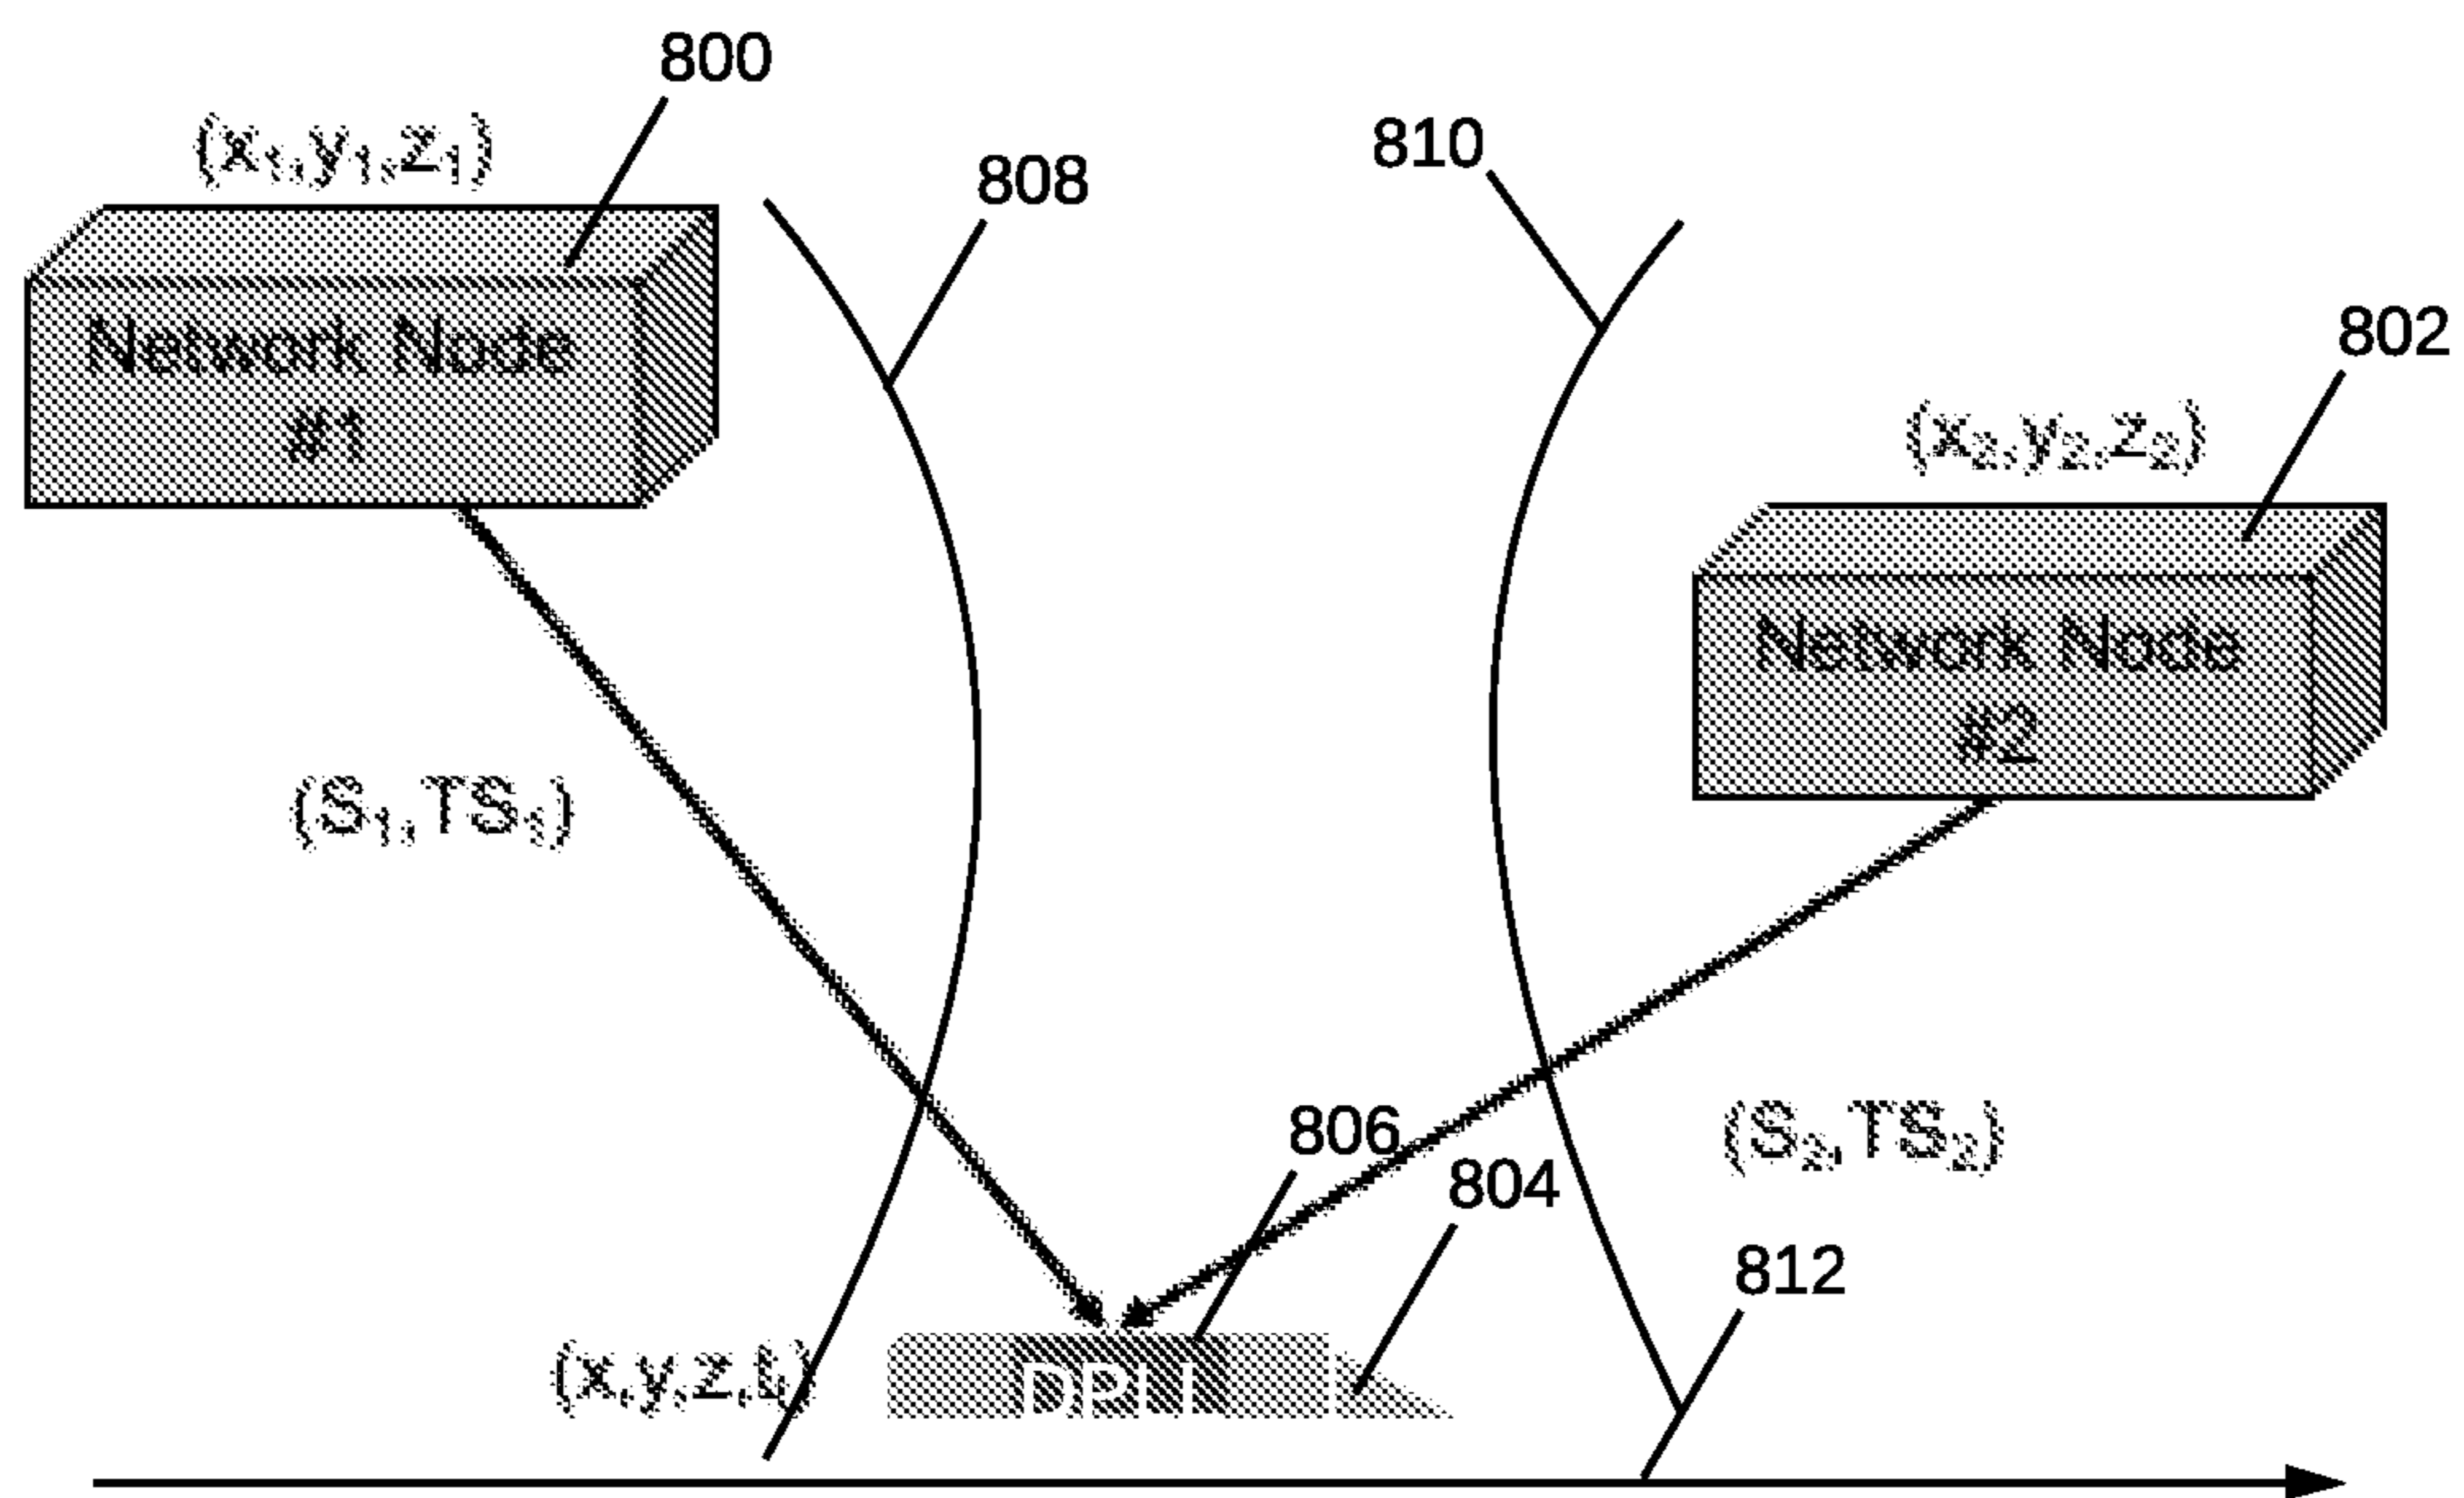 800
(x₁,y₁,z₁)
808
810
Network Node
#1
802
(x₂,y₂,z₂)
Network Node
#2
(S₁,TS₁)
806
(S₂,TS₂)
804
812